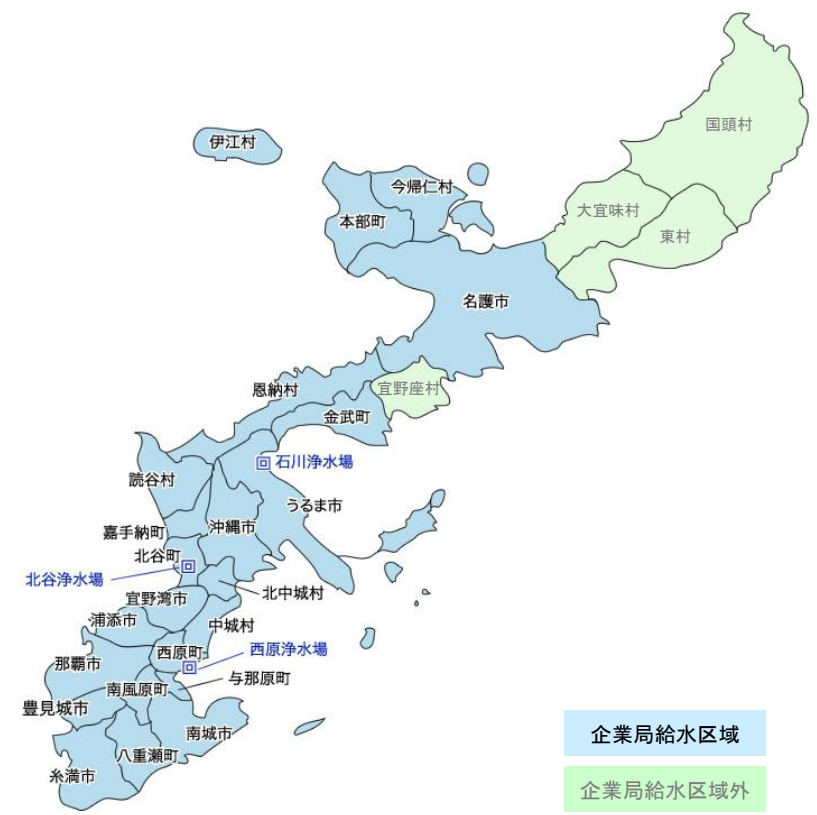 国頭村
伊江村
今帰仁村
大宜味村
本部町
東村
名護市
恩納村
宜野座村
金武町
石川浄水場
読谷村
うるま市
沖縄市
嘉手納町
北谷町
北谷浄水場
北中城村
宜野湾市
浦添市
中城村
西原町
西原浄水場
那覇市
与那原町
南風原町
豊見城市
南城市
八重瀬町
糸満市
企業局給水区域
企業局給水区域外